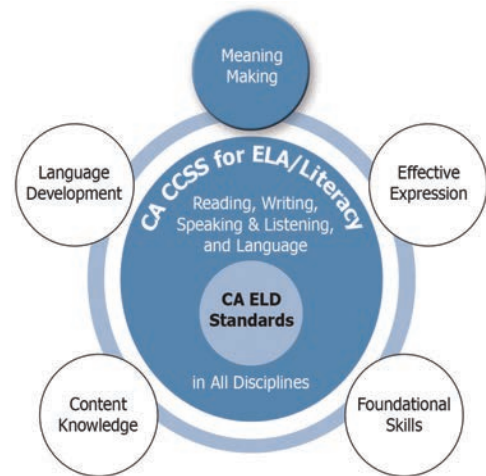 Meaning
Making
Language
Development
Effective
Expression
CA CCSS for ELA/Literacy
Reading, Writing,
Speaking & Listening,
and Language
CA ELD
Standards
in All Disciplines
Content
Knowledge
Foundational
Skills